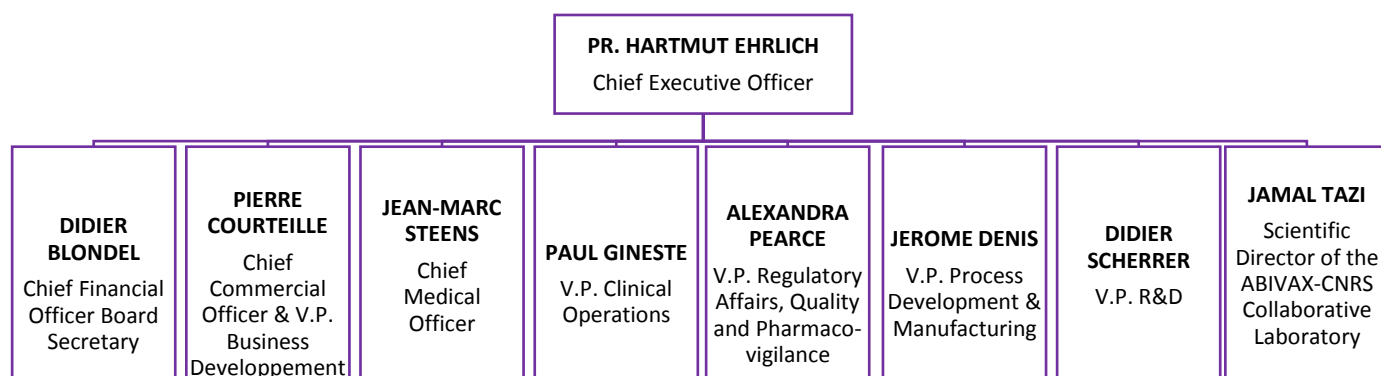 PR. HARTMUT EHRLICH
Chief Executive Officer
DIDIER
BLONDEL
Chief Financial
Officer Board
Secretary
PIERRE
COURTEILLE
Chief
Commercial
Officer & V.P.
Business
Developpement
JEAN-MARC
STEENS
Chief
Medical
Officer
PAUL GINESTE
V.P. Clinical
Operations
ALEXANDRA
PEARCE
V.P. Regulatory
Affairs, Quality
and Pharmaco-
vigilance
JEROME DENIS
V.P. Process
Development &
Manufacturing
DIDIER
SCHERRER
V.P. R&D
JAMAL TAZI
Scientific
Director of the
ABIVAX-CNRS
Collaborative
Laboratory